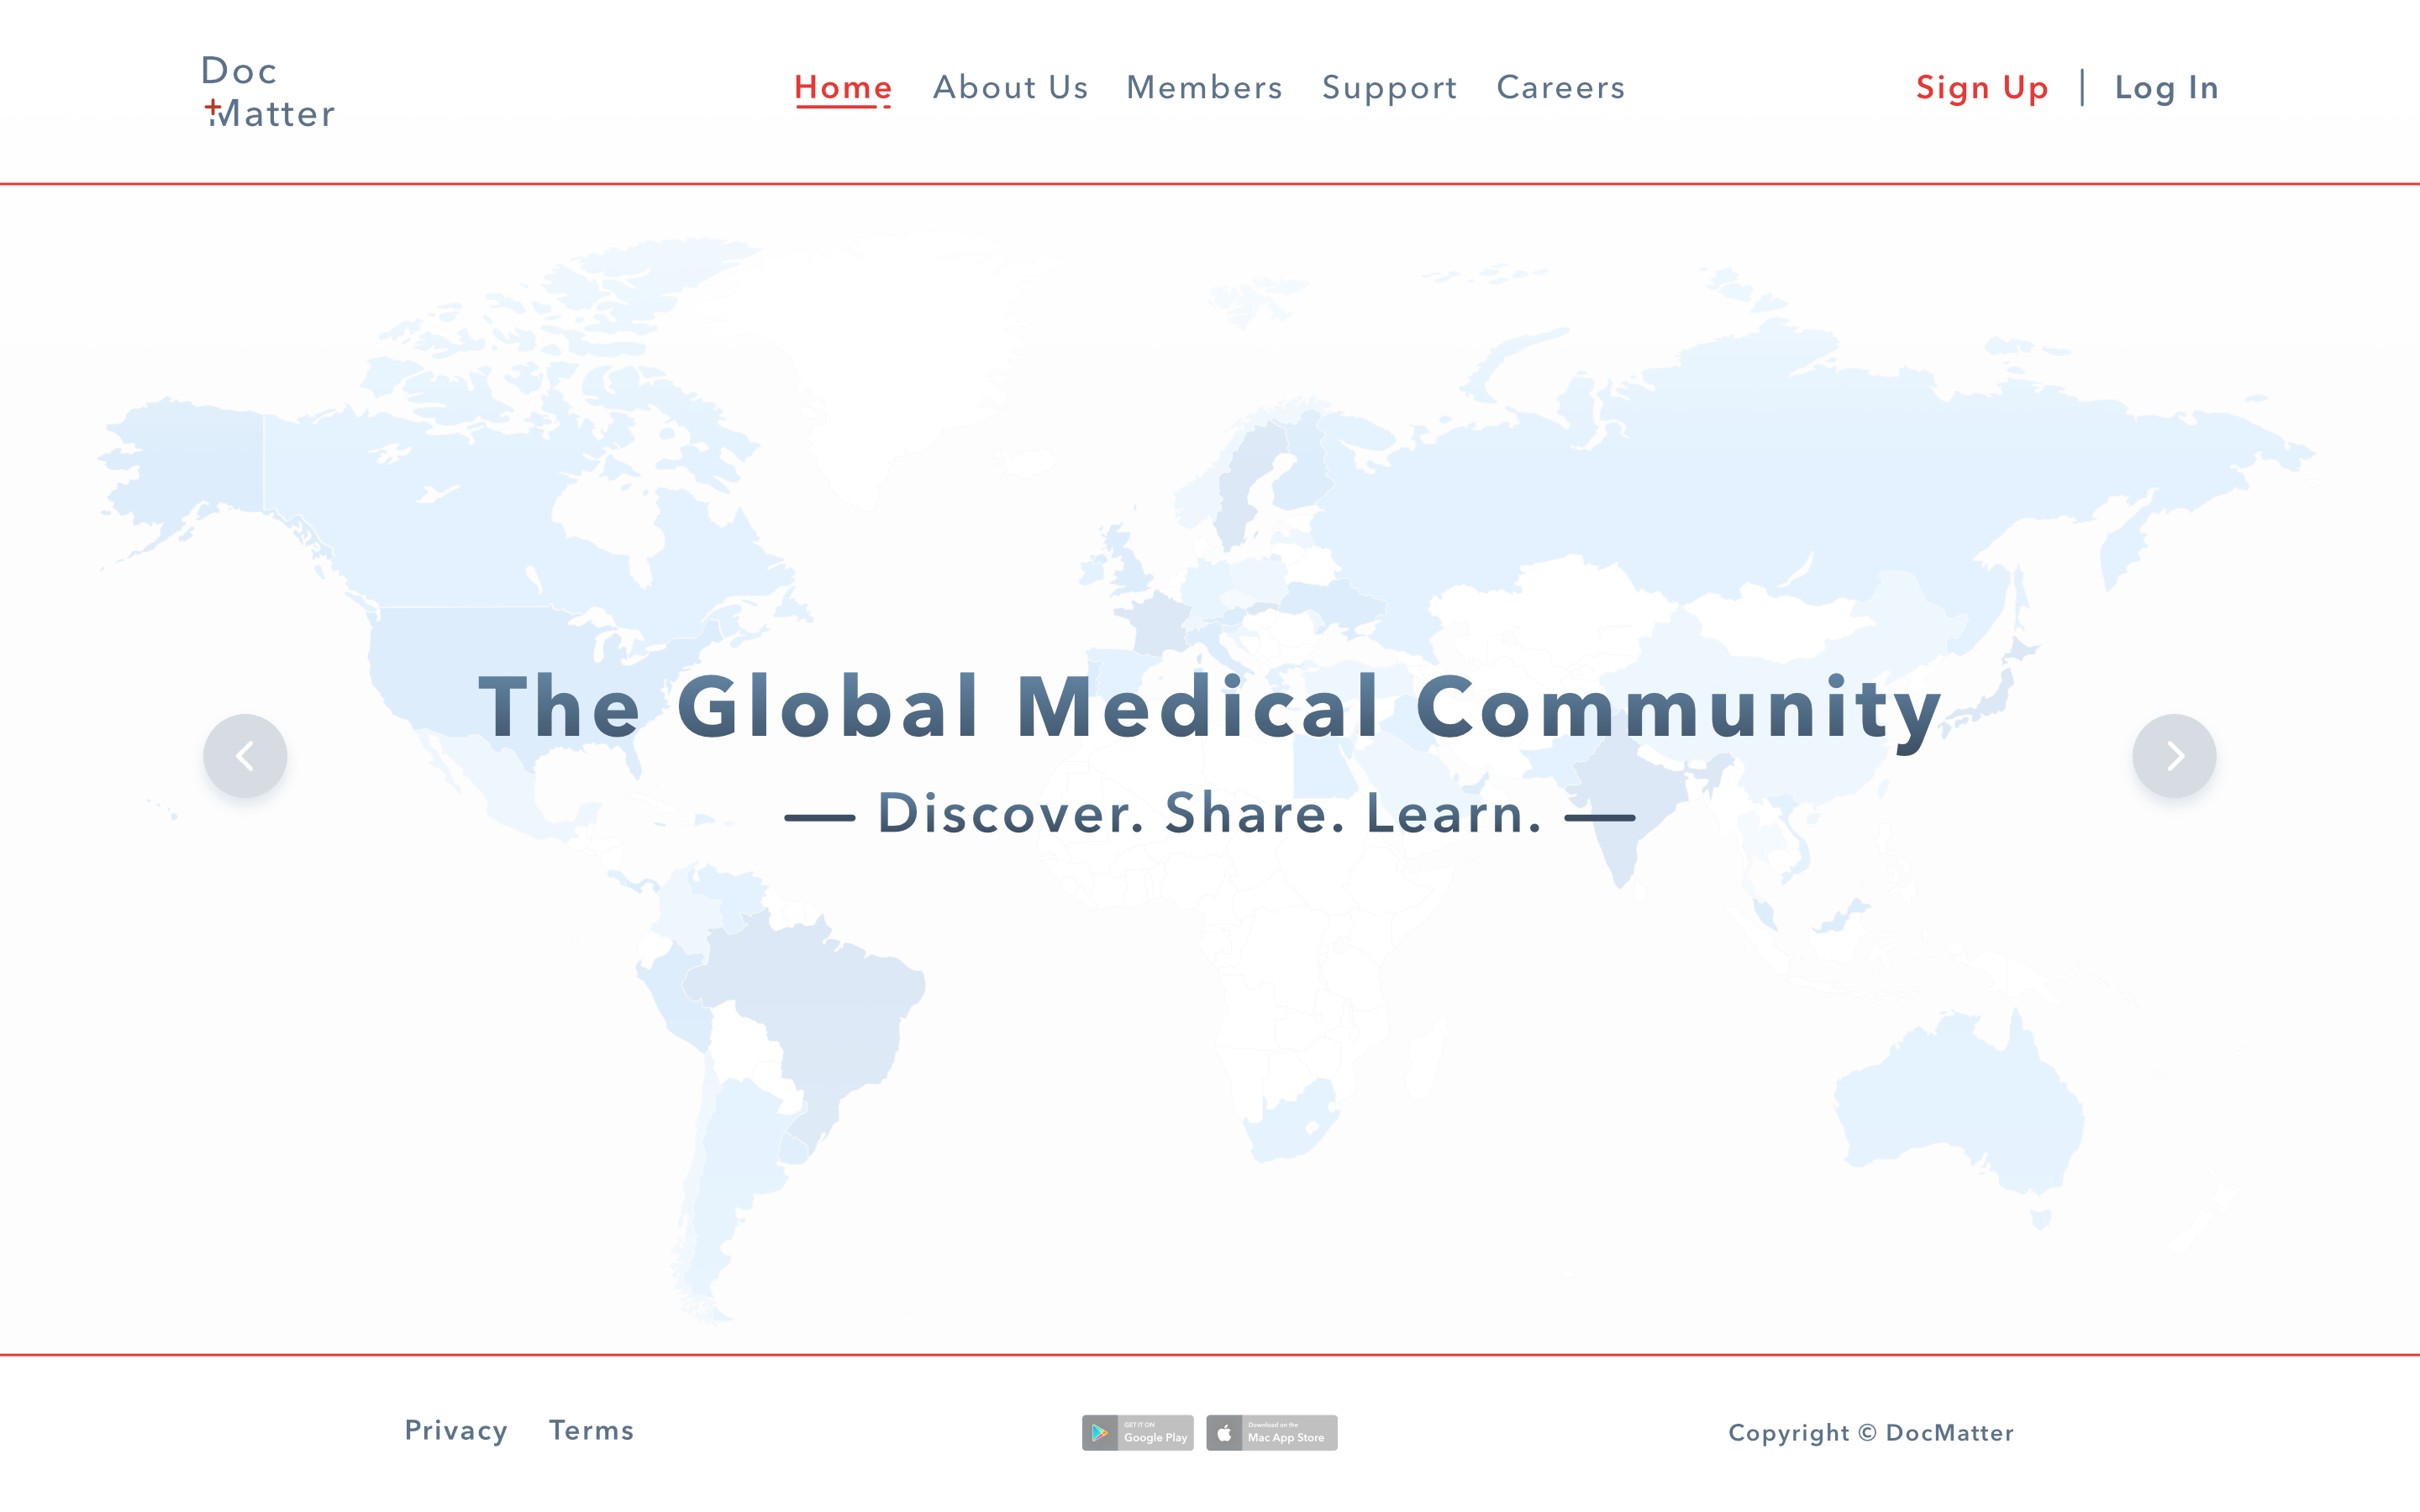 Doc
Matter
Home About Us Members Support Careers
Sign Up | Log In
The Global Medical Community
— Discover. Share. Learn. —
Privacy Terms
GET IT ON
Google Play
Download on the
Mac App Store
Copyright © DocMatter